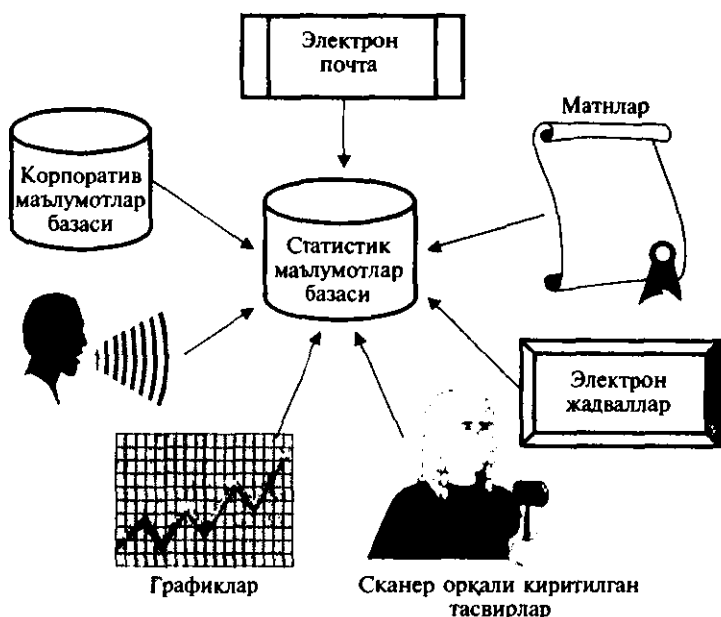 Электрон
почта
Матнлар
Корпоратив
маълумотлар
базаси
Статистик
маълумотлар
базаси
Электрон
жадваллар
Графиклар
Сканер орқали киритилган
тасвирлар